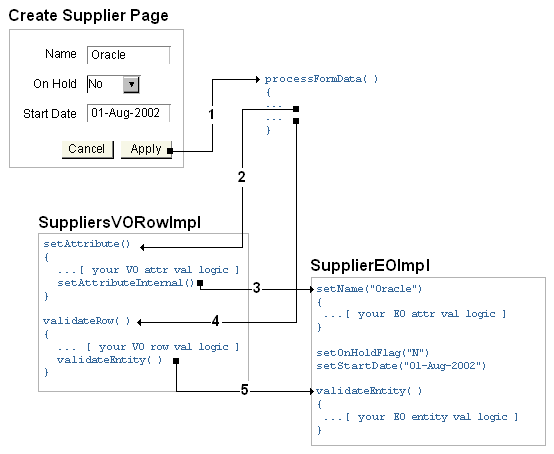 Create Supplier Page
Name Oracle
On Hold No
Start Date 01-Aug-2002
Cancel Apply
1
processFormData( )
{
...
...
}
2
SuppliersVORowImpl
setAttribute()
{
...[ your VO attr val logic ]
setAttributeInternal()
}
validateRow( )
{
... [ your VO row val logic ]
validateEntity( )
}
3
4
5
SupplierEOImpl
setName("Oracle")
{
...[ your EO attr val logic ]
}
setOnHoldFlag("N")
setStartDate("01-Aug-2002")
validateEntity( )
{
...[ your EO entity val logic ]
}